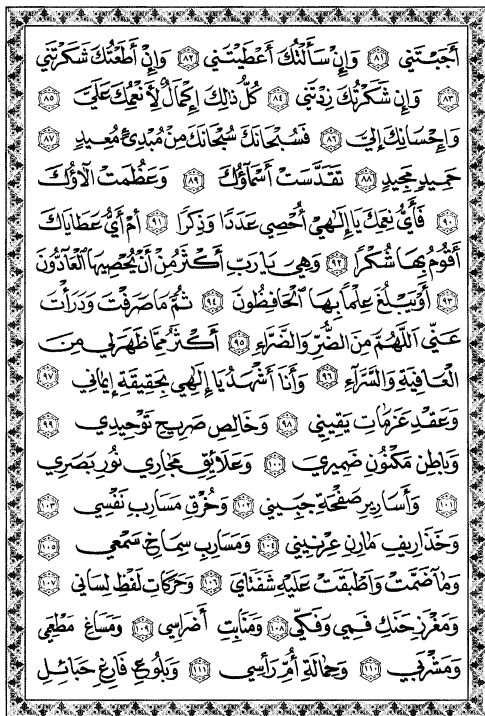 أَجَبْتَنِي ﴿٨١﴾ وَإِنْ سَأَلْتُكَ أَعْطَيْتَنِي ﴿٨٢﴾ وَإِنْ أَطَعْتُكَ شَكَرْتَنِي
﴿٨٣﴾ وَإِن شَكَرْتُكَ زِدْتَنِي ﴿٨٤﴾ كُلُّ ذٰلِكَ إِكْمَالٌ لِأَنْعُمِكَ عَلَيَّ ﴿٨٥﴾
وَإِحْسَانِكَ إِلَيَّ ﴿٨٦﴾ فَسُبْحَانَكَ سُبْحَانَكَ مِنْ مُبْدِئٍ مُعِيدٍ ﴿٨٧﴾
حَمِيدٍ مَجِيدٍ ﴿٨٨﴾ تَقَدَّسَتْ أَسْمَآؤُكَ ﴿٨٩﴾ وَعَظُمَتْ اٰلَاؤُكَ
﴿٩٠﴾ فَأَيُّ نِعَمِكَ يَا إِلٰهِي أُحْصِي عَدَدًا وَذِكْرًا ﴿٩١﴾ أَمْ أَيُّ عَطَايَاكَ
أَقُومُ بِهَا شُكْرًا ﴿٩٢﴾ وَهِيَ يَا رَبِّ أَكْثَرُ مِنْ أَنْ يُحْصِيَهَا الْعَآدُّونَ
﴿٩٣﴾ أَوْ يَبْلُغَ عِلْمًا بِهَا الْحَافِظُونَ ﴿٩٤﴾ ثُمَّ مَا صَرَفْتَ وَدَرَأْتَ
عَنِّي اللّٰهُمَّ مِنَ الضُّرِّ وَالضَّرَّاءِ ﴿٩٥﴾ أَكْثَرُ مِمَّا ظَهَرَ لِي مِنَ
الْعَافِيَةِ وَالسَّرَّآءِ ﴿٩٦﴾ وَأَنَا أَشْهَدُ يَا إِلٰهِي بِحَقِيقَةِ إِيمَانِي ﴿٩٧﴾
وَعَقْدِ عَزَمَاتِ يَقِينِي ﴿٩٨﴾ وَخَالِصِ صَرِيحِ تَوْحِيدِي ﴿٩٩﴾
وَبَاطِنِ مَكْنُونِ ضَمِيرِي ﴿١٠٠﴾ وَعَلَائِقِ مَجَارِي نُورِ بَصَرِي
﴿١٠١﴾ وَأَسَارِيرِ صَفْحَةِ جَبِينِي ﴿١٠٢﴾ وَخُرْقِ مَسَارِبِ نَفْسِي ﴿١٠٣﴾
وَخَذَارِيفِ مَارِنِ عِرْنِينِي ﴿١٠٤﴾ وَمَسَارِبِ سِمَاخِ سَمْعِي ﴿١٠٥﴾
وَمَآ ضَمَّتْ وَأَطْبَقَتْ عَلَيْهِ شَفَتَايَ ﴿١٠٦﴾ وَحَرَكَاتِ لَفْظِ لِسَانِي ﴿١٠٧﴾
وَمَغْرَزِ حَنَكِ فَمِي وَفَكِّي ﴿١٠٨﴾ وَمَنَابِتِ أَضْرَاسِي ﴿١٠٩﴾ وَمَسَاغِ مَطْعَمِي
وَمَشْرَبِي ﴿١١٠﴾ وَحِمَالَةِ أُمِّ رَأْسِي ﴿١١١﴾ وَبَلُوعِ فَارِغِ حَبَائِلِ